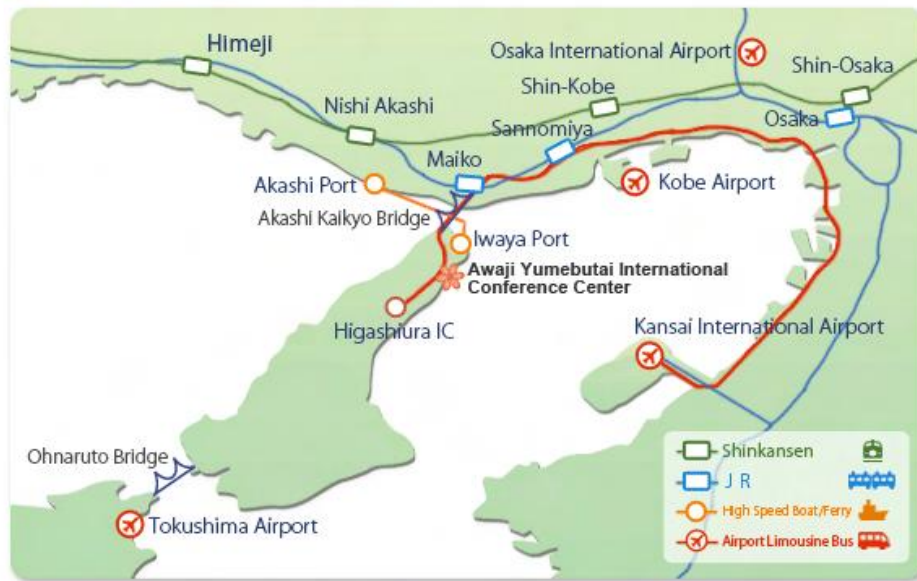 Himeji
Osaka International Airport
Shin-Osaka
Shin-Kobe
Nishi Akashi
Sannomiya
Osaka
Maiko
Akashi Port
Kobe Airport
Akashi Kaikyo Bridge
Iwaya Port
Awaji Yumebutai International
Conference Center
Higashiura IC
Kansai International Airport
Ohnaruto Bridge
Tokushima Airport
Shinkansen
J R
High Speed Boat/Ferry
Airport Limousine Bus